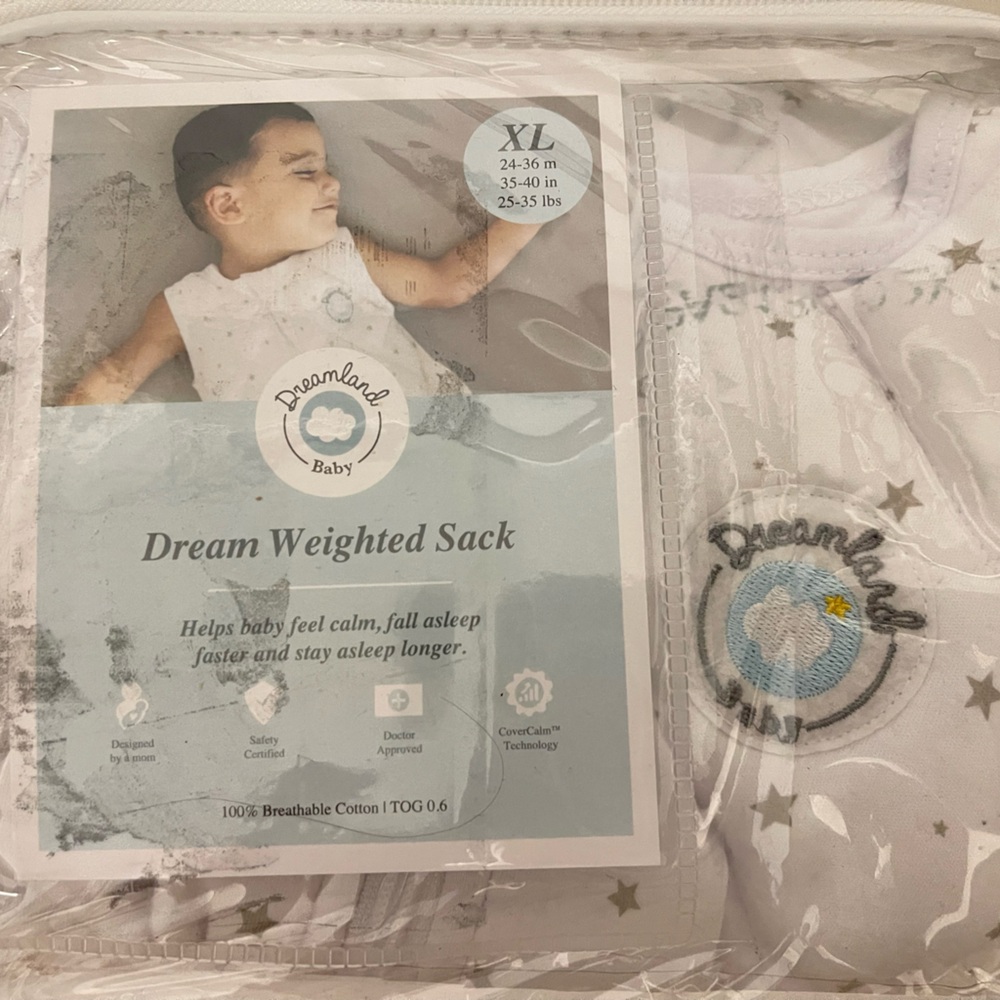 XL
24-36 m
35-40 in
25-35 lbs
Dreamland
Baby
Dream Weighted Sack
Helps baby feel calm, fall asleep
faster and stay asleep longer.
Designed
by a mom
Safety
Certified
Doctor
Approved
CoverCalm™
Technology
100% Breathable Cotton | TOG 0.6
Dreamland
Baby